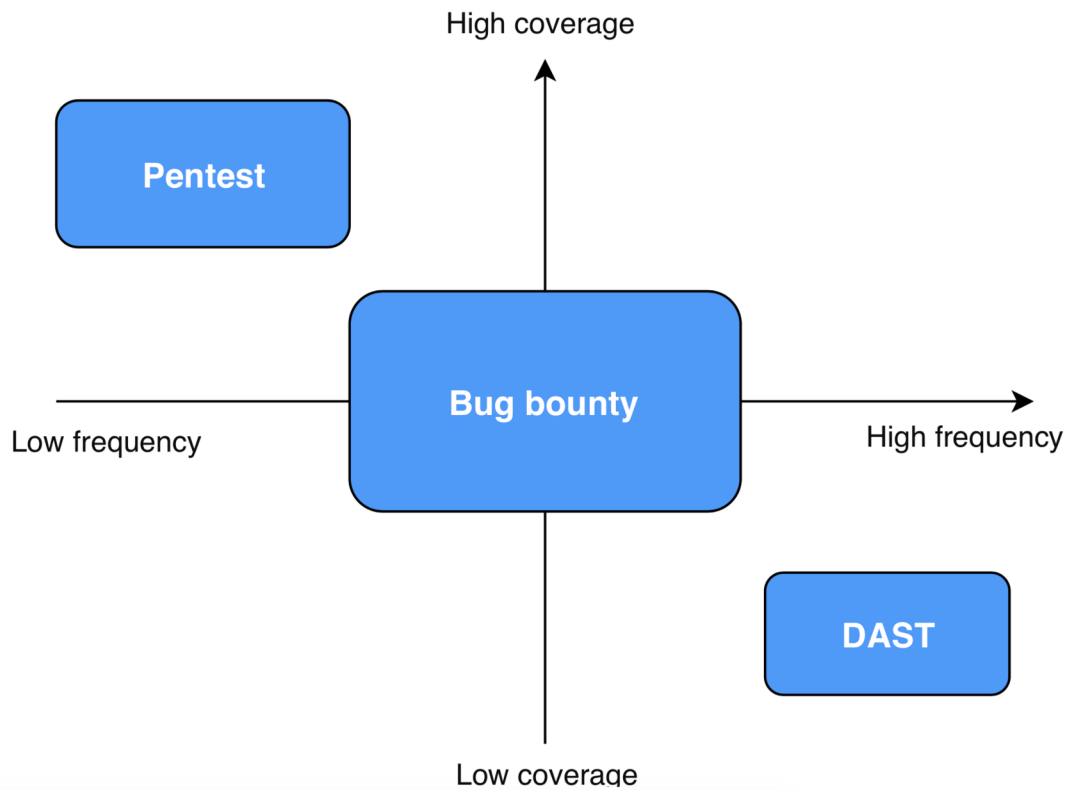 High coverage
Pentest
Bug bounty
Low frequency
High frequency
DAST
Low coverage